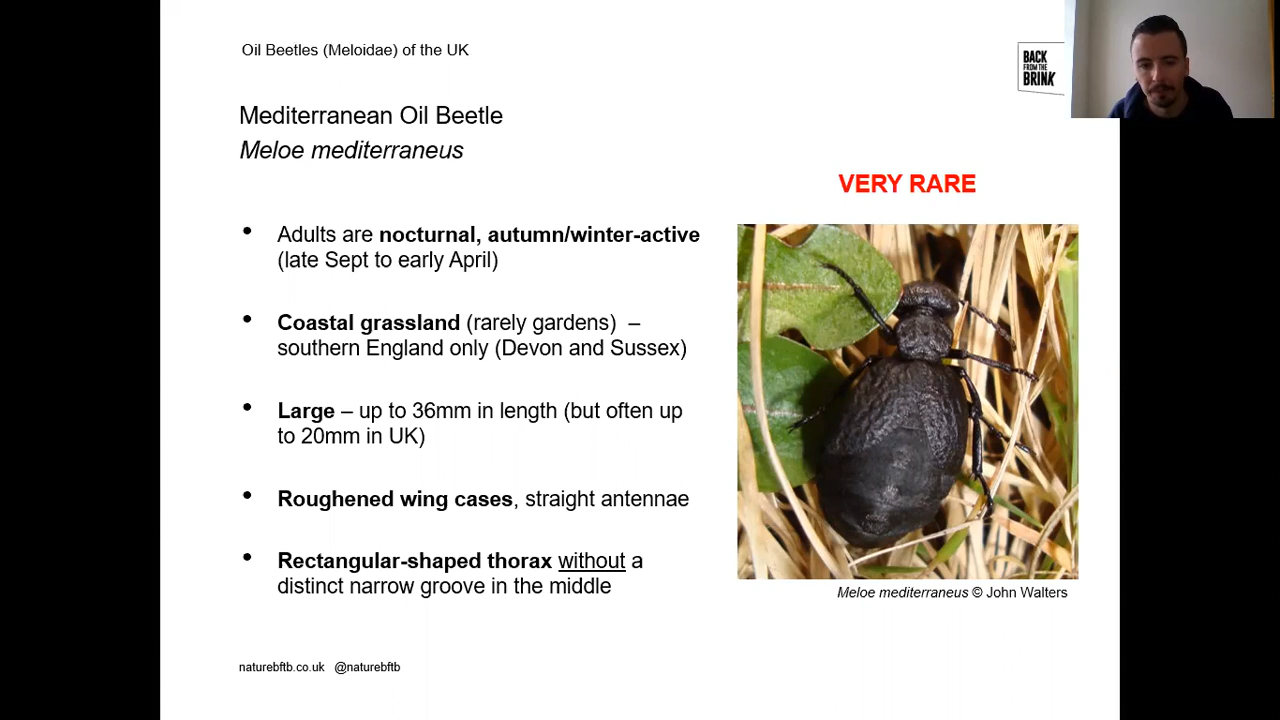 Oil Beetles (Meloidae) of the UK
BACK
FROM THE
BRINK
Mediterranean Oil Beetle
Meloe mediterraneus
VERY RARE
• Adults are nocturnal, autumn/winter-active
(late Sept to early April)
• Coastal grassland (rarely gardens) –
southern England only (Devon and Sussex)
• Large – up to 36mm in length (but often up
to 20mm in UK)
• Roughened wing cases, straight antennae
• Rectangular-shaped thorax without a
distinct narrow groove in the middle
Meloe mediterraneus © John Walters
naturebftb.co.uk @naturebftb